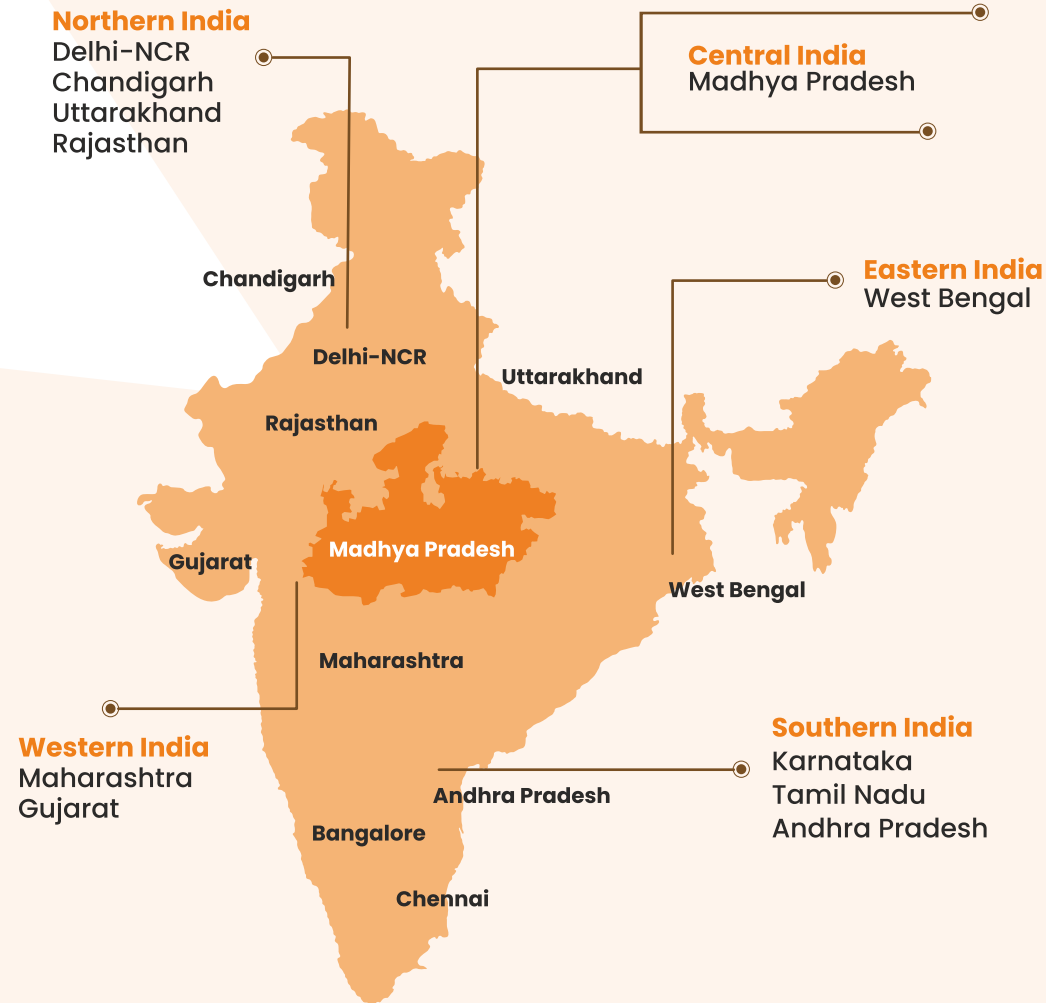 Northern India
Delhi-NCR
Chandigarh
Uttarakhand
Rajasthan
Central India
Madhya Pradesh
Eastern India
West Bengal
Chandigarh
Delhi-NCR
Uttarakhand
Rajasthan
Madhya Pradesh
Gujarat
West Bengal
Maharashtra
Western India
Maharashtra
Gujarat
Southern India
Karnataka
Tamil Nadu
Andhra Pradesh
Andhra Pradesh
Bangalore
Chennai